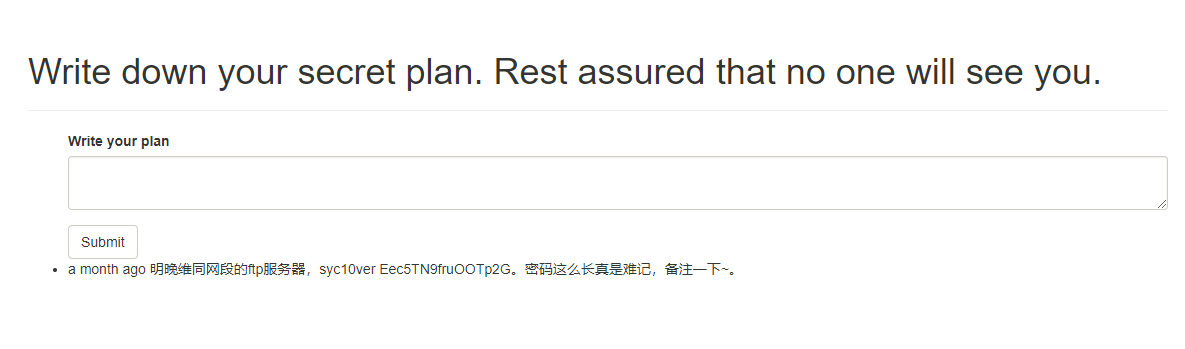 Write down your secret plan. Rest assured that no one will see you.
Write your plan
Submit
a month ago 明晚维同网段的ftp服务器，syc10ver Eec5TN9fruOOTp2G。密码这么长真是难记，备注一下~。